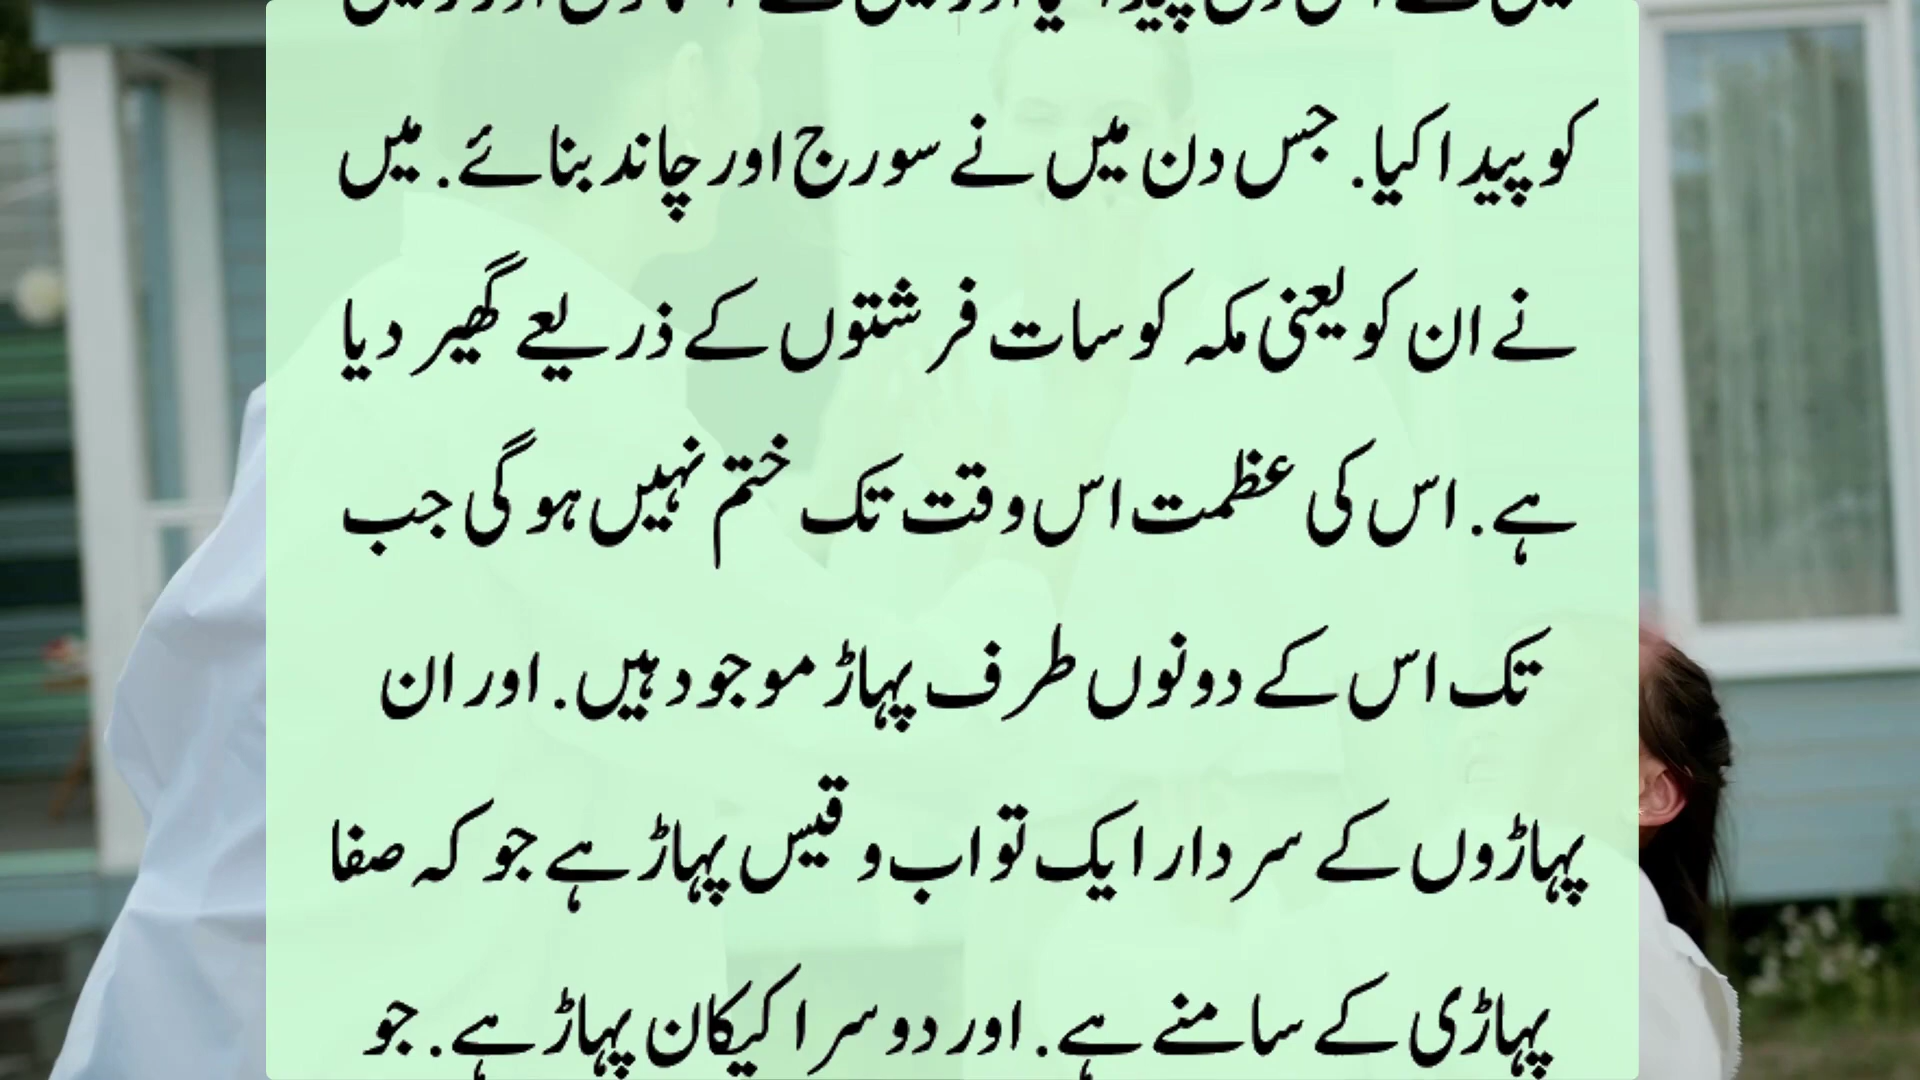 کو پیدا کیا. جس دن میں نے سورج اور چاند بنائے. میں
نے ان کو یعنی مکہ کو سات فرشتوں کے ذریعے گھیر دیا
ہے. اس کی عظمت اس وقت تک ختم نہیں ہو گی جب
تک اس کے دونوں طرف پہاڑ موجود ہیں. اور ان
پہاڑوں کے سردار ایک تو اب و قیس پہاڑ ہے جو کہ صفا
پہاڑی کے سامنے ہے. اور دوسرا کیکان پہاڑ ہے. جو